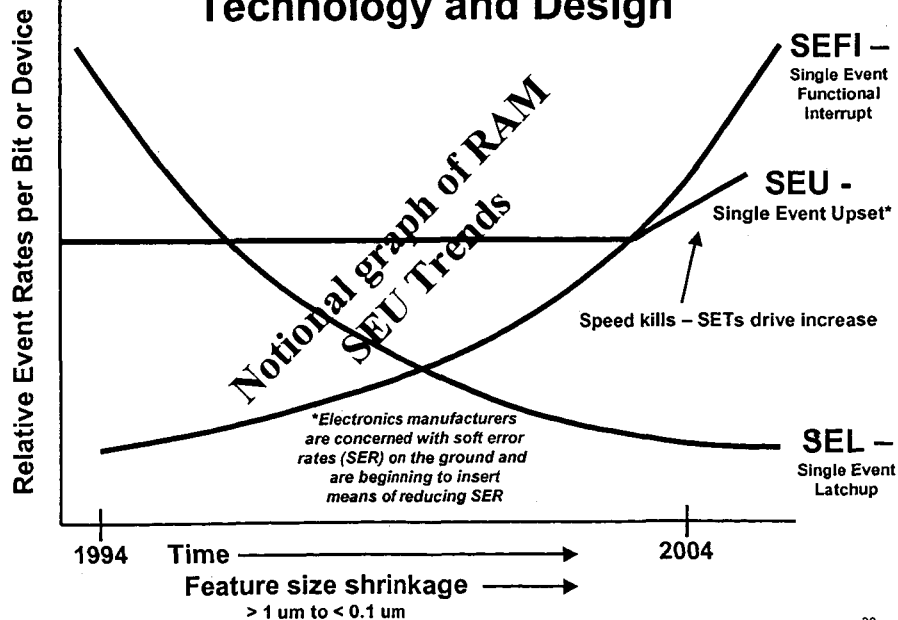 Technology and Design
Relative Event Rates per Bit or Device
SEFI –
Single Event
Functional
Interrupt
Notional graph of RAM
SEU Trends
SEU -
Single Event Upset*
Speed kills – SETs drive increase
*Electronics manufacturers
are concerned with soft error
rates (SER) on the ground and
are beginning to insert
means of reducing SER
SEL –
Single Event
Latchup
1994
Time
2004
Feature size shrinkage
> 1 um to < 0.1 um